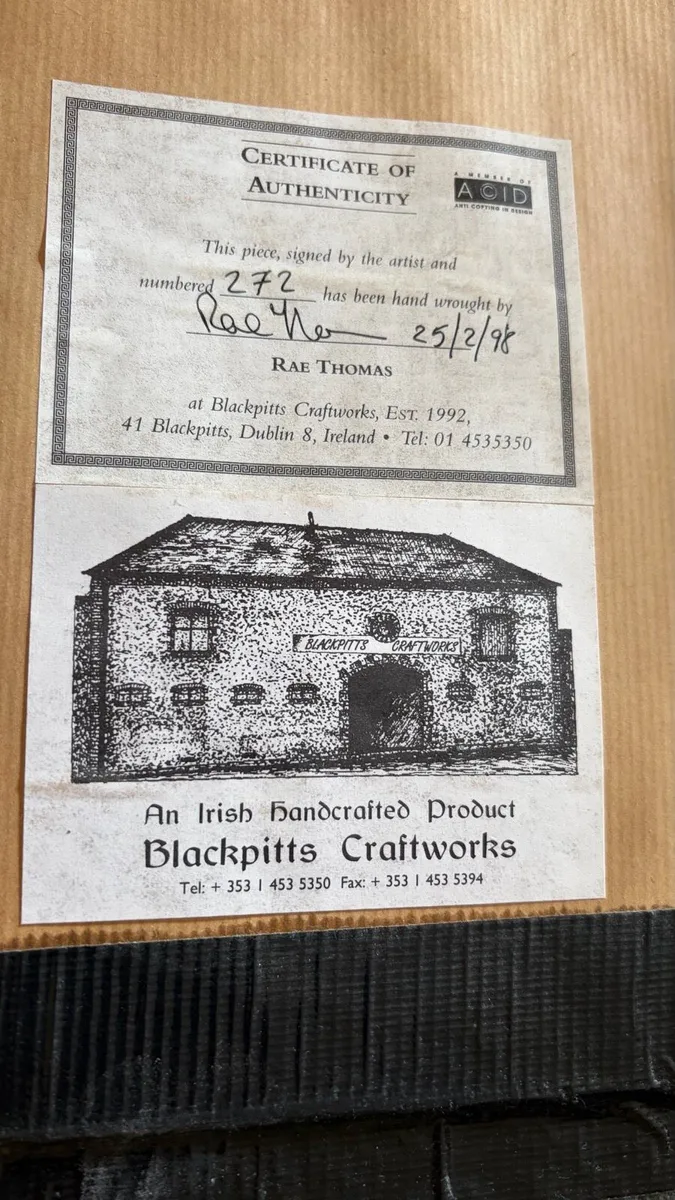 CERTIFICATE OF
AUTHENTICITY
A MEMBER OF
A©ID
ANTI COPYING IN DESIGN
This piece, signed by the artist and
numbered 272 has been hand wrought by
25/2/98
RAE THOMAS
at Blackpitts Craftworks, EST. 1992,
41 Blackpitts, Dublin 8, Ireland • Tel: 01 4535350
BLACKPITTS CRAFTWORKS
An Irish Handcrafted Product
Blackpitts Craftworks
Tel: + 353 1 453 5350 Fax: + 353 1 453 5394